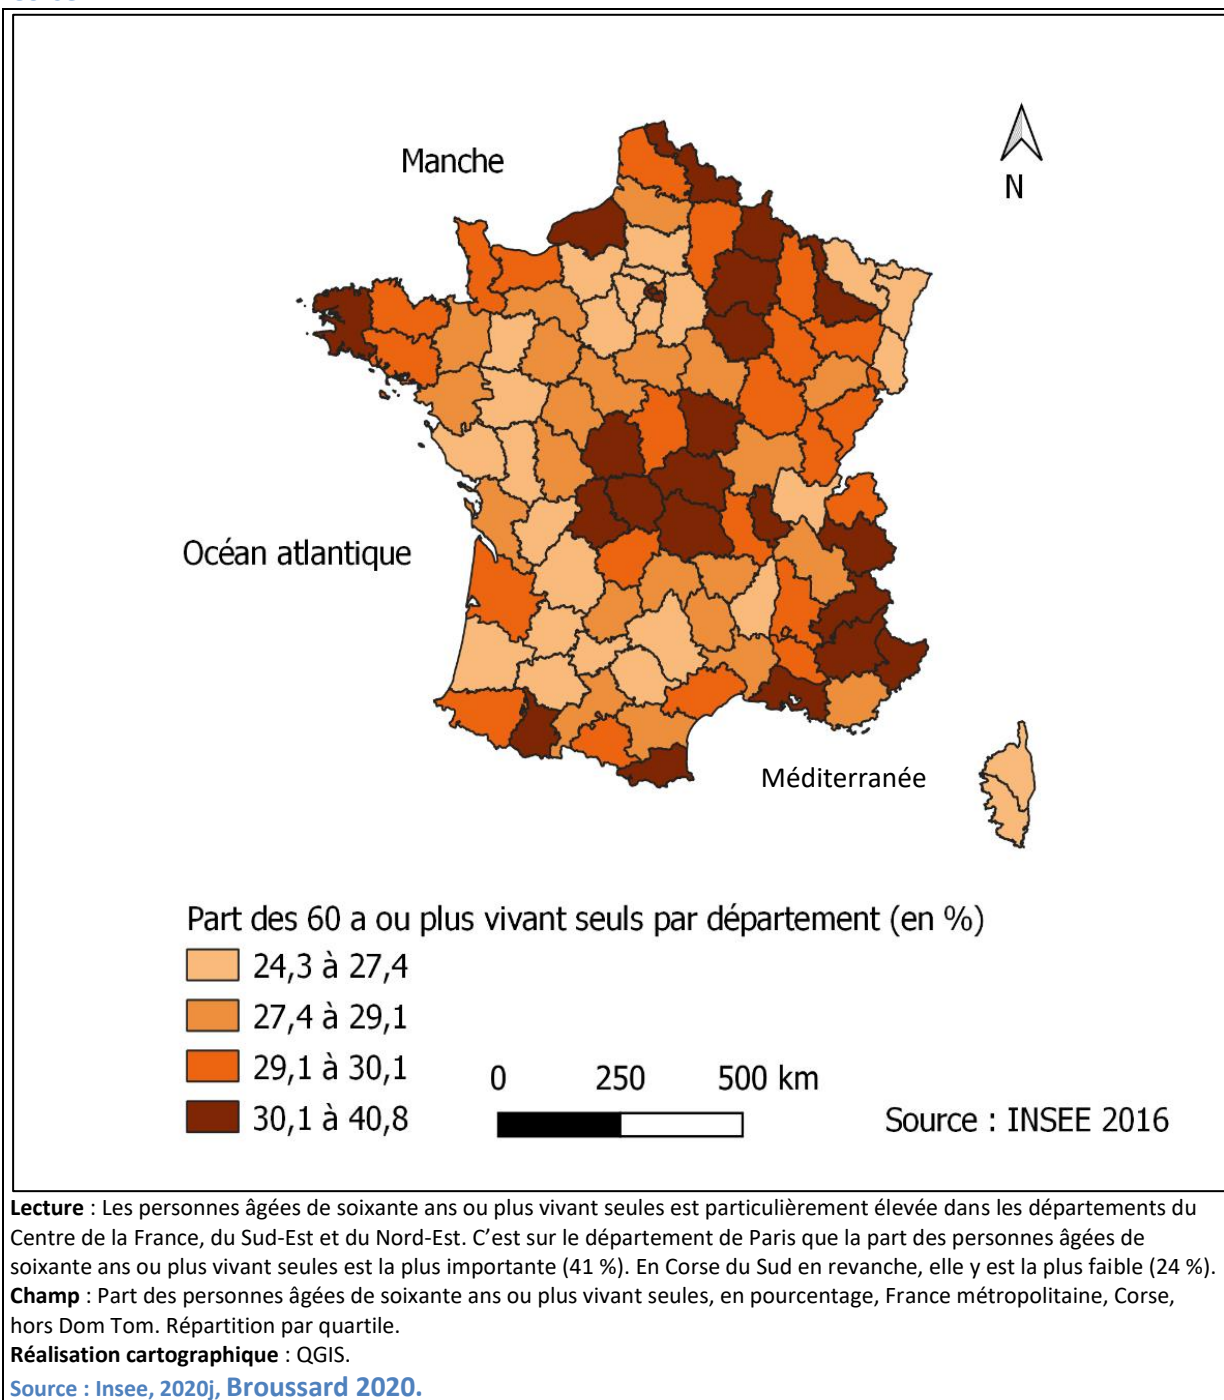 Manche
N
Océan atlantique
Méditerranée
Part des 60 a ou plus vivant seuls par département (en %)
24,3 à 27,4
27,4 à 29,1
29,1 à 30,1
30,1 à 40,8
0 250 500 km
Source : INSEE 2016
Lecture : Les personnes âgées de soixante ans ou plus vivant seules est particulièrement élevée dans les départements du
Centre de la France, du Sud-Est et du Nord-Est. C’est sur le département de Paris que la part des personnes âgées de
soixante ans ou plus vivant seules est la plus importante (41 %). En Corse du Sud en revanche, elle y est la plus faible (24 %).
Champ : Part des personnes âgées de soixante ans ou plus vivant seules, en pourcentage, France métropolitaine, Corse,
hors Dom Tom. Répartition par quartile.
Réalisation cartographique : QGIS.
Source : Insee, 2020j, Broussard 2020.